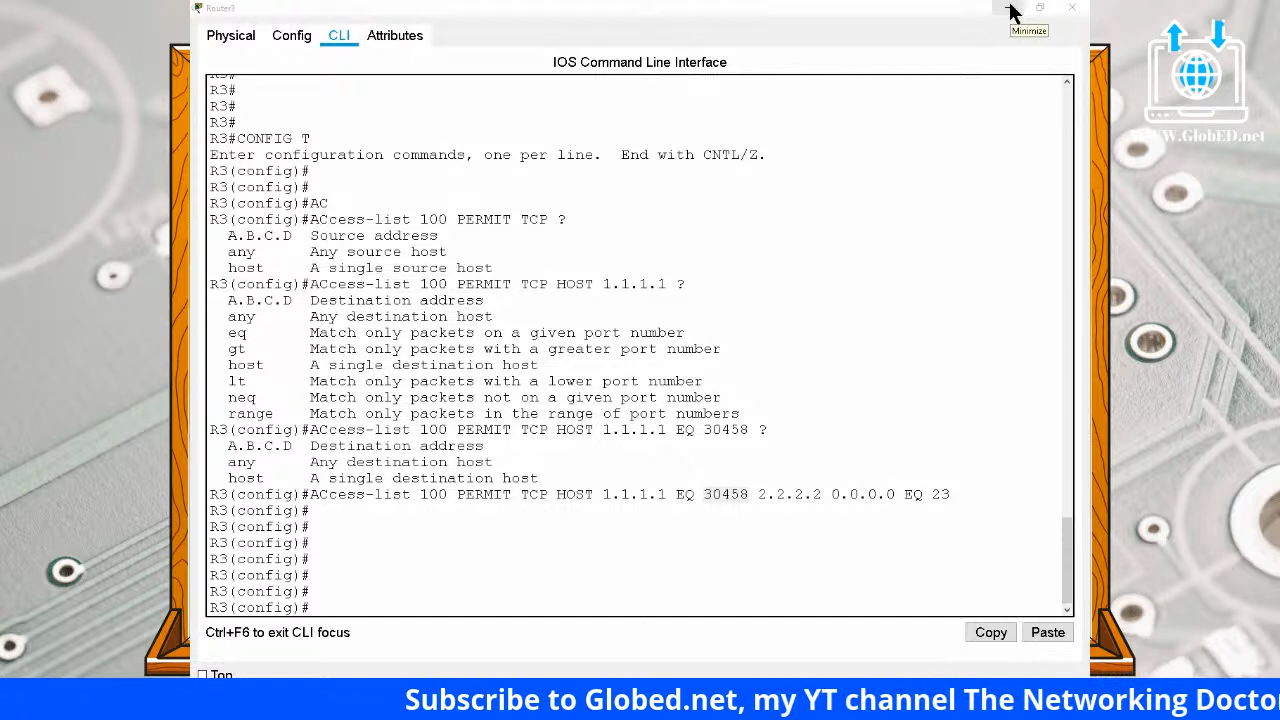 Router3
Minimize
Physical Config CLI Attributes
IOS Command Line Interface
R3#
R3#
R3#
R3#
R3#CONFIG T
Enter configuration commands, one per line. End with CNTL/Z.
R3(config)#
R3(config)#
R3(config)#AC
R3(config)#ACcess-list 100 PERMIT TCP ?
A.B.C.D Source address
any Any source host
host A single source host
R3(config)#ACcess-list 100 PERMIT TCP HOST 1.1.1.1 ?
A.B.C.D Destination address
any Any destination host
eq Match only packets on a given port number
gt Match only packets with a greater port number
host A single destination host
lt Match only packets with a lower port number
neq Match only packets not on a given port number
range Match only packets in the range of port numbers
R3(config)#ACcess-list 100 PERMIT TCP HOST 1.1.1.1 EQ 30458 ?
A.B.C.D Destination address
any Any destination host
host A single destination host
R3(config)#ACcess-list 100 PERMIT TCP HOST 1.1.1.1 EQ 30458 2.2.2.2 0.0.0.0 EQ 23
R3(config)#
R3(config)#
R3(config)#
R3(config)#
R3(config)#
R3(config)#
R3(config)#
Ctrl+F6 to exit CLI focus
Copy Paste
Top
WWW.GlobED.net
Subscribe to Globed.net, my YT channel The Networking Docto